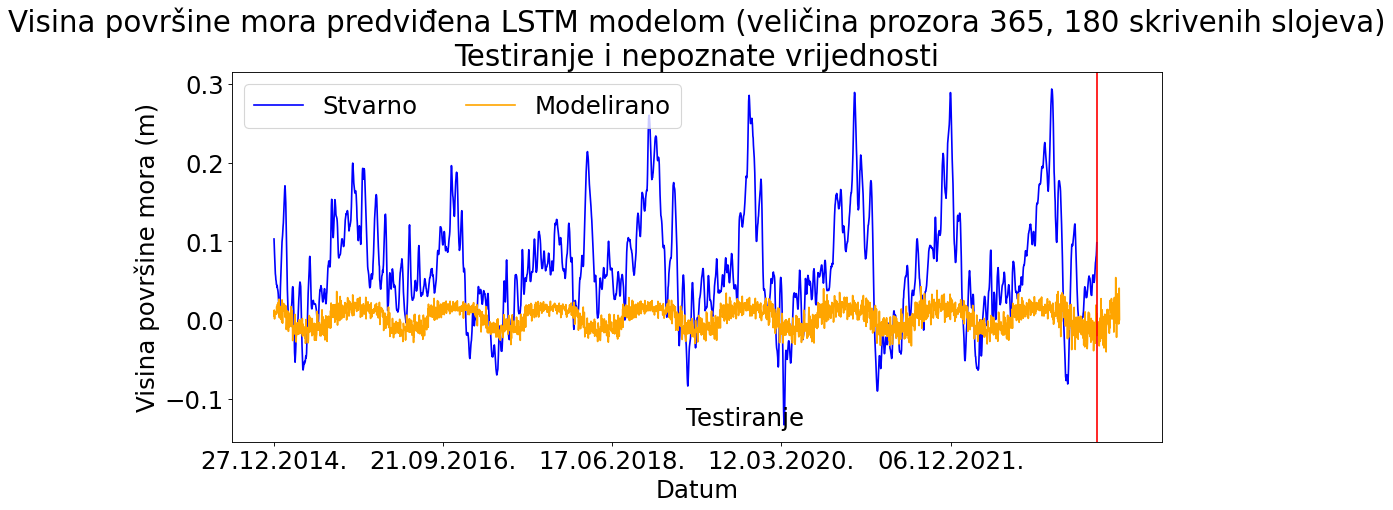 Visina površine mora predviđena LSTM modelom (veličina prozora 365, 180 skrivenih slojeva)
Testiranje i nepoznate vrijednosti
Stvarno Modelirano
Visina površine mora (m)
0.3
0.2
0.1
0.0
−0.1
Testiranje
27.12.2014. 21.09.2016. 17.06.2018. 12.03.2020. 06.12.2021.
Datum